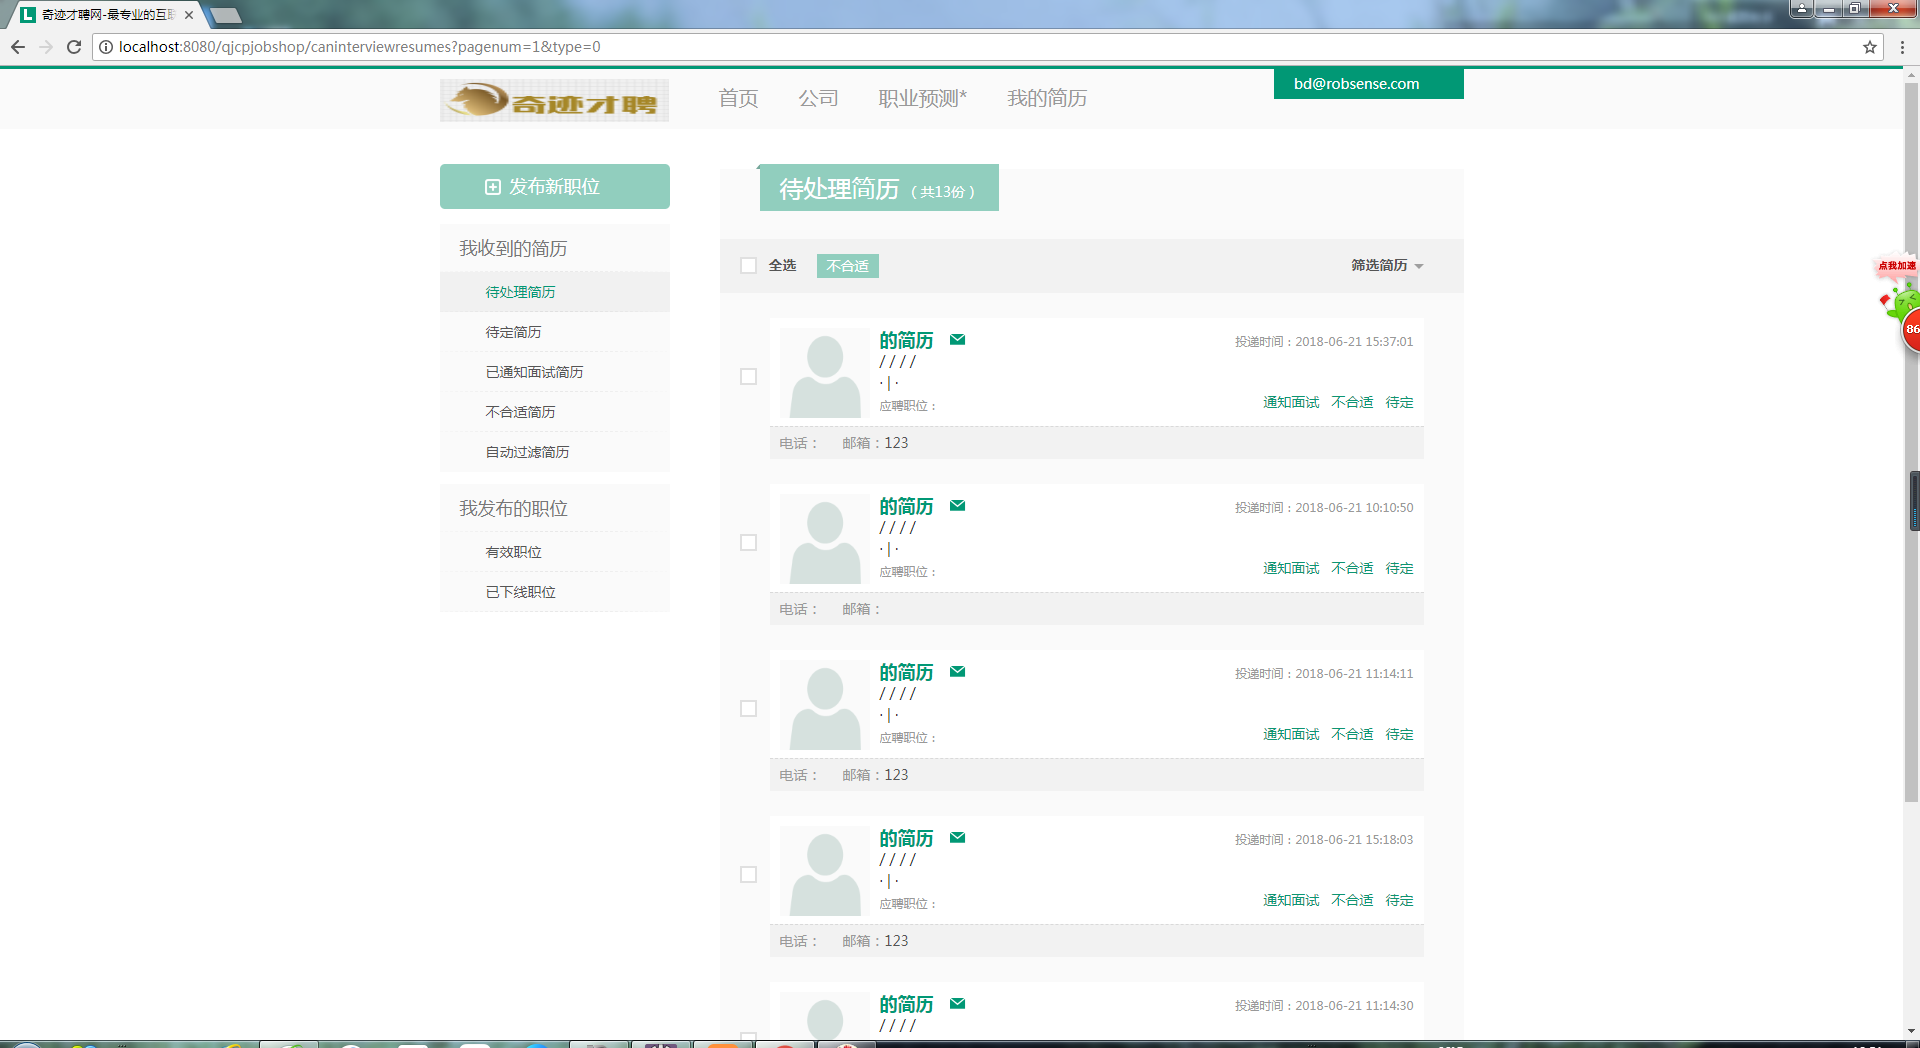 奇迹才聘网-最专业的互联
localhost:8080/qjcpjobshop/caninterviewresumes?pagenum=1&type=0
奇迹才聘
首页 公司 职业预测* 我的简历
bd@robsense.com
发布新职位
我收到的简历
待处理简历
待定简历
已通知面试简历
不合适简历
自动过滤简历
我发布的职位
有效职位
已下线职位
待处理简历 （共13份）
全选 不合适 筛选简历
的简历 投递时间：2018-06-21 15:37:01
////
·|·
应聘职位： 通知面试 不合适 待定
电话： 邮箱：123
的简历 投递时间：2018-06-21 10:10:50
////
·|·
应聘职位： 通知面试 不合适 待定
电话： 邮箱：
的简历 投递时间：2018-06-21 11:14:11
////
·|·
应聘职位： 通知面试 不合适 待定
电话： 邮箱：123
的简历 投递时间：2018-06-21 15:18:03
////
·|·
应聘职位： 通知面试 不合适 待定
电话： 邮箱：123
的简历 投递时间：2018-06-21 11:14:30
////
点我加速
86